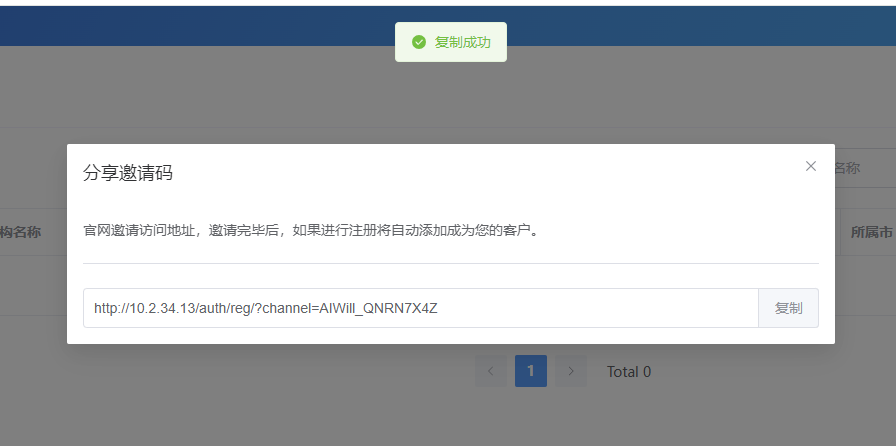 复制成功
分享邀请码
名称
官网邀请访问地址，邀请完毕后，如果进行注册将自动添加成为您的客户。
构名称
所属市
http://10.2.34.13/auth/reg/?channel=AIWill_QNRN7X4Z
复制
1
Total 0